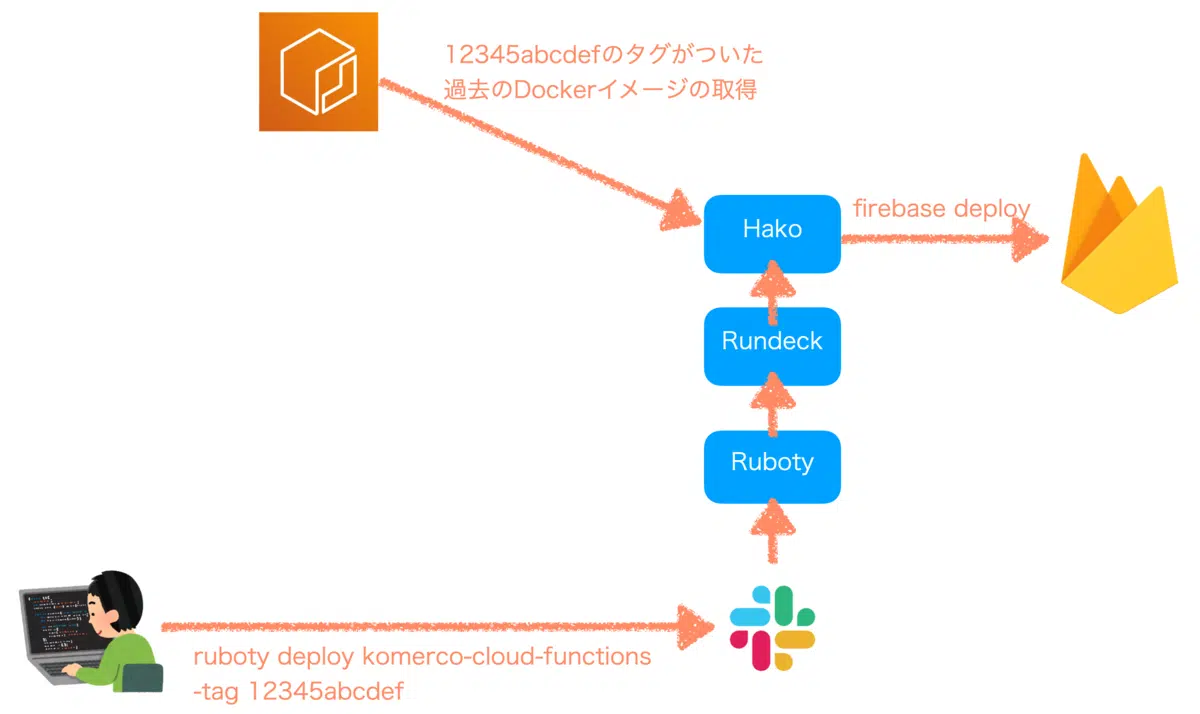 12345abcdefのタグがついた
過去のDockerイメージの取得
Hako
firebase deploy
Rundeck
Ruboty
ruboty deploy komerco-cloud-functions
-tag 12345abcdef